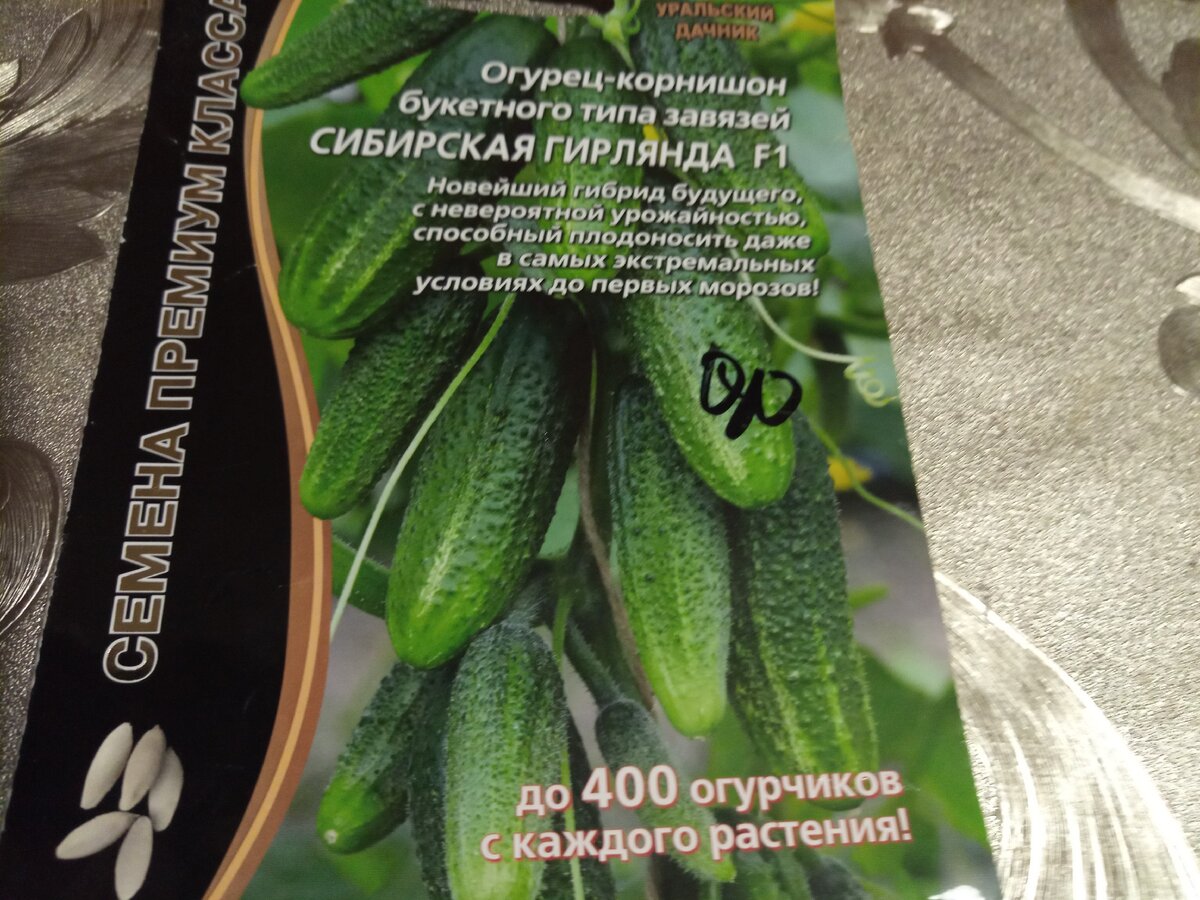 УРАЛЬСКИЙ
ДАЧНИК
Огурец-корнишон
букетного типа завязей
СИБИРСКАЯ ГИРЛЯНДА F1
Новейший гибрид будущего,
с невероятной урожайностью,
способный плодоносить даже
в самых экстремальных
условиях до первых морозов!
СЕМЕНА ПРЕМИУМ КЛАССА
до 400 огурчиков
с каждого растения!